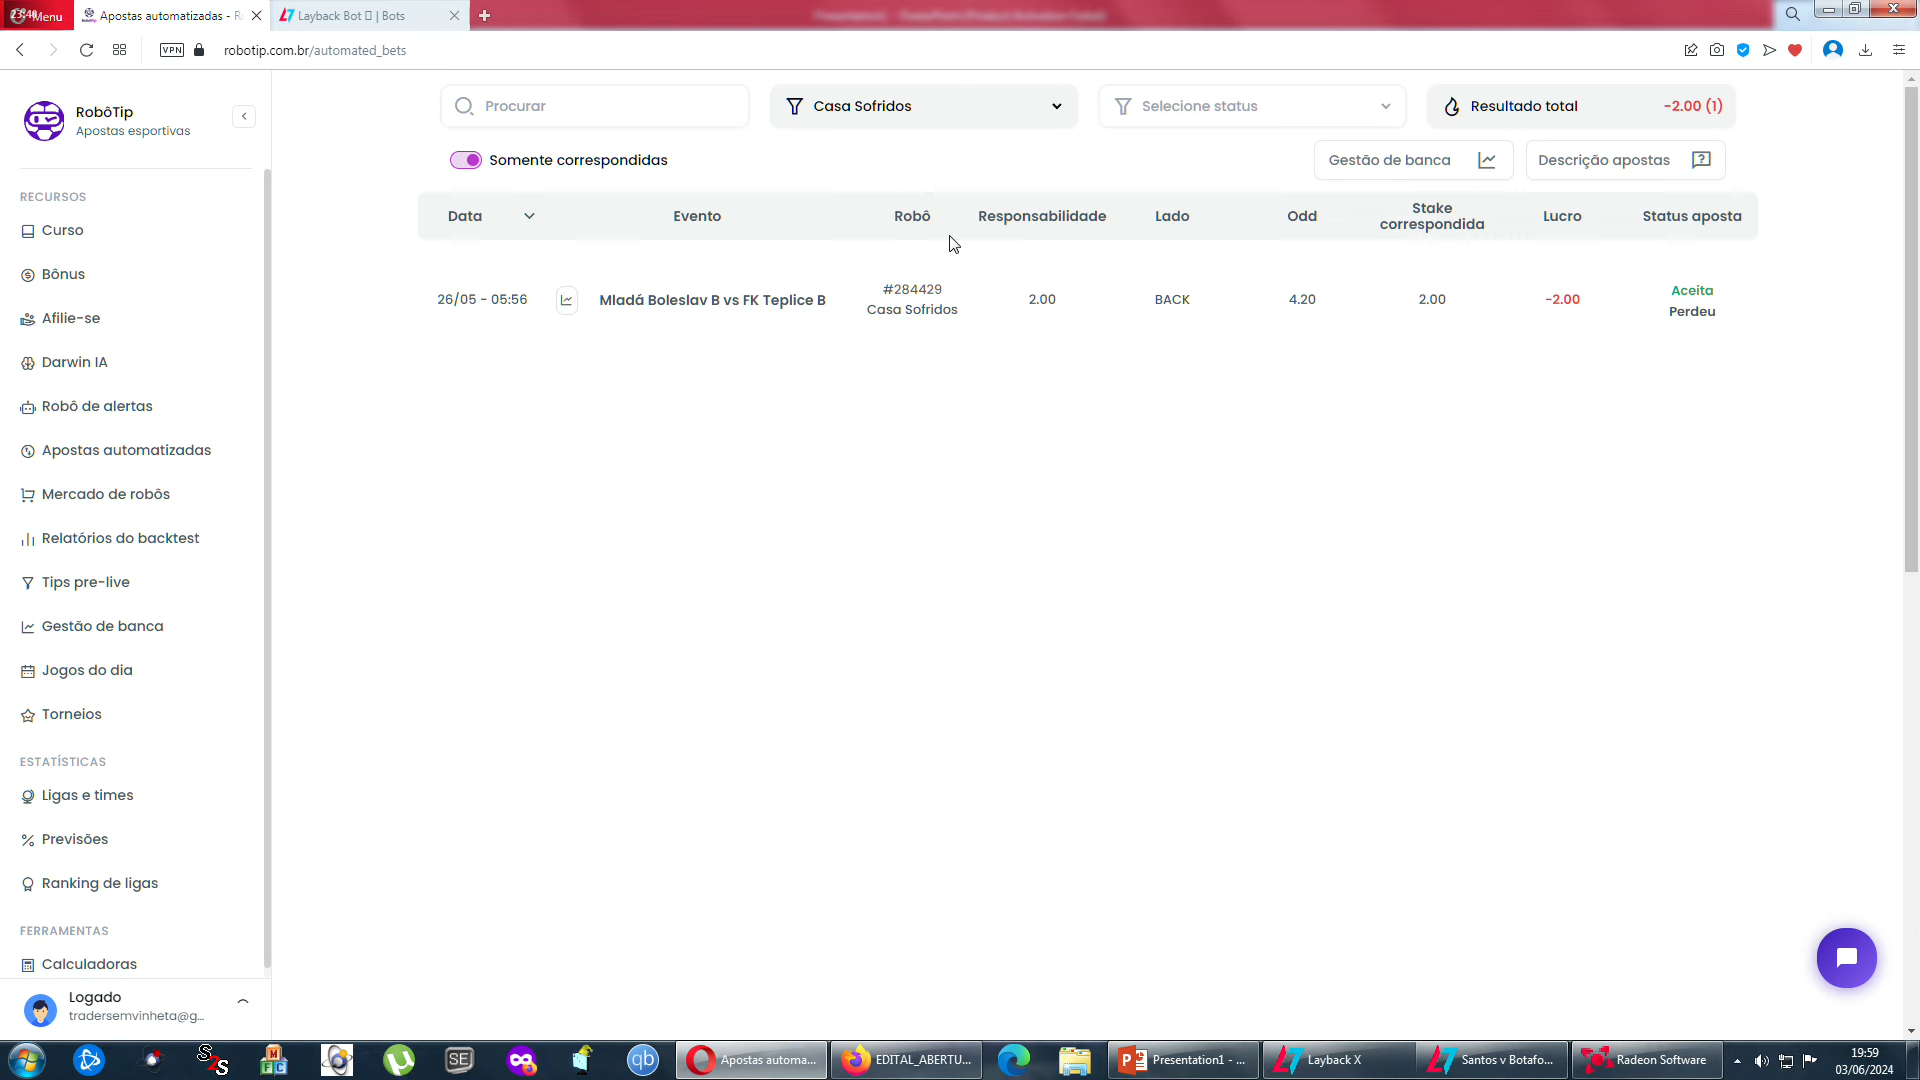 Menu
Apostas automatizadas - R
Layback Bot | Bots
VPN
robotip.com.br/automated_bets
RobôTip
Apostas esportivas
RECURSOS
Curso
Bônus
Afilie-se
Darwin IA
Robô de alertas
Apostas automatizadas
Mercado de robôs
Relatórios do backtest
Tips pre-live
Gestão de banca
Jogos do dia
Torneios
ESTATÍSTICAS
Ligas e times
Previsões
Ranking de ligas
FERRAMENTAS
Calculadoras
Logado
tradersemvinheta@g...
Procurar
Casa Sofridos
Selecione status
Resultado total
-2.00 (1)
Somente correspondidas
Gestão de banca
Descrição apostas
Data
Evento
Robô
Responsabilidade
Lado
Odd
Stake
correspondida
Lucro
Status aposta
26/05 - 05:56
Mladá Boleslav B vs FK Teplice B
#284429
Casa Sofridos
2.00
BACK
4.20
2.00
-2.00
Aceita
Perdeu
Apostas automa...
EDITAL_ABERTU...
Presentation1 - ...
Layback X
Santos v Botafo...
Radeon Software
19:59
03/06/2024